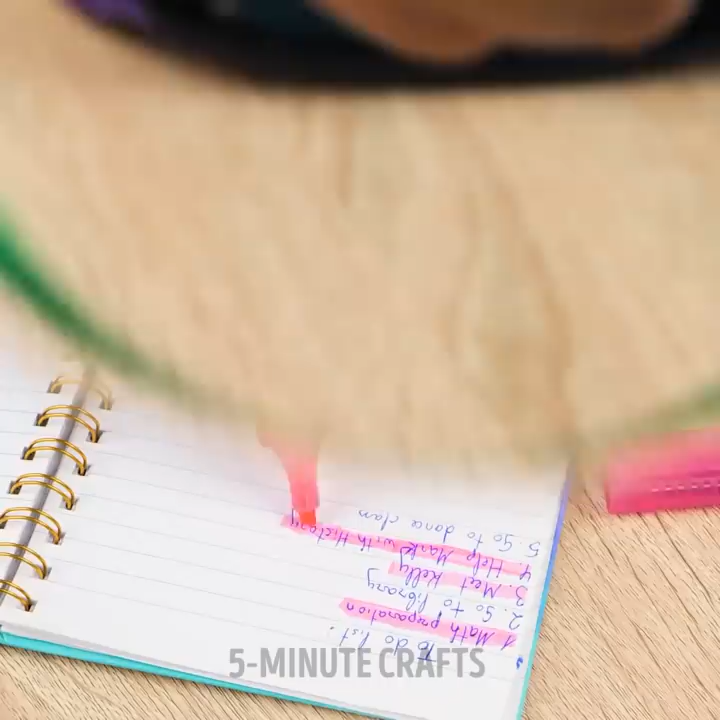 To do list:
1 Math preparation
2. Go to library
3. Meet Kelly
4. Help Mark with History
5. Go to dance class
5-MINUTE CRAFTS